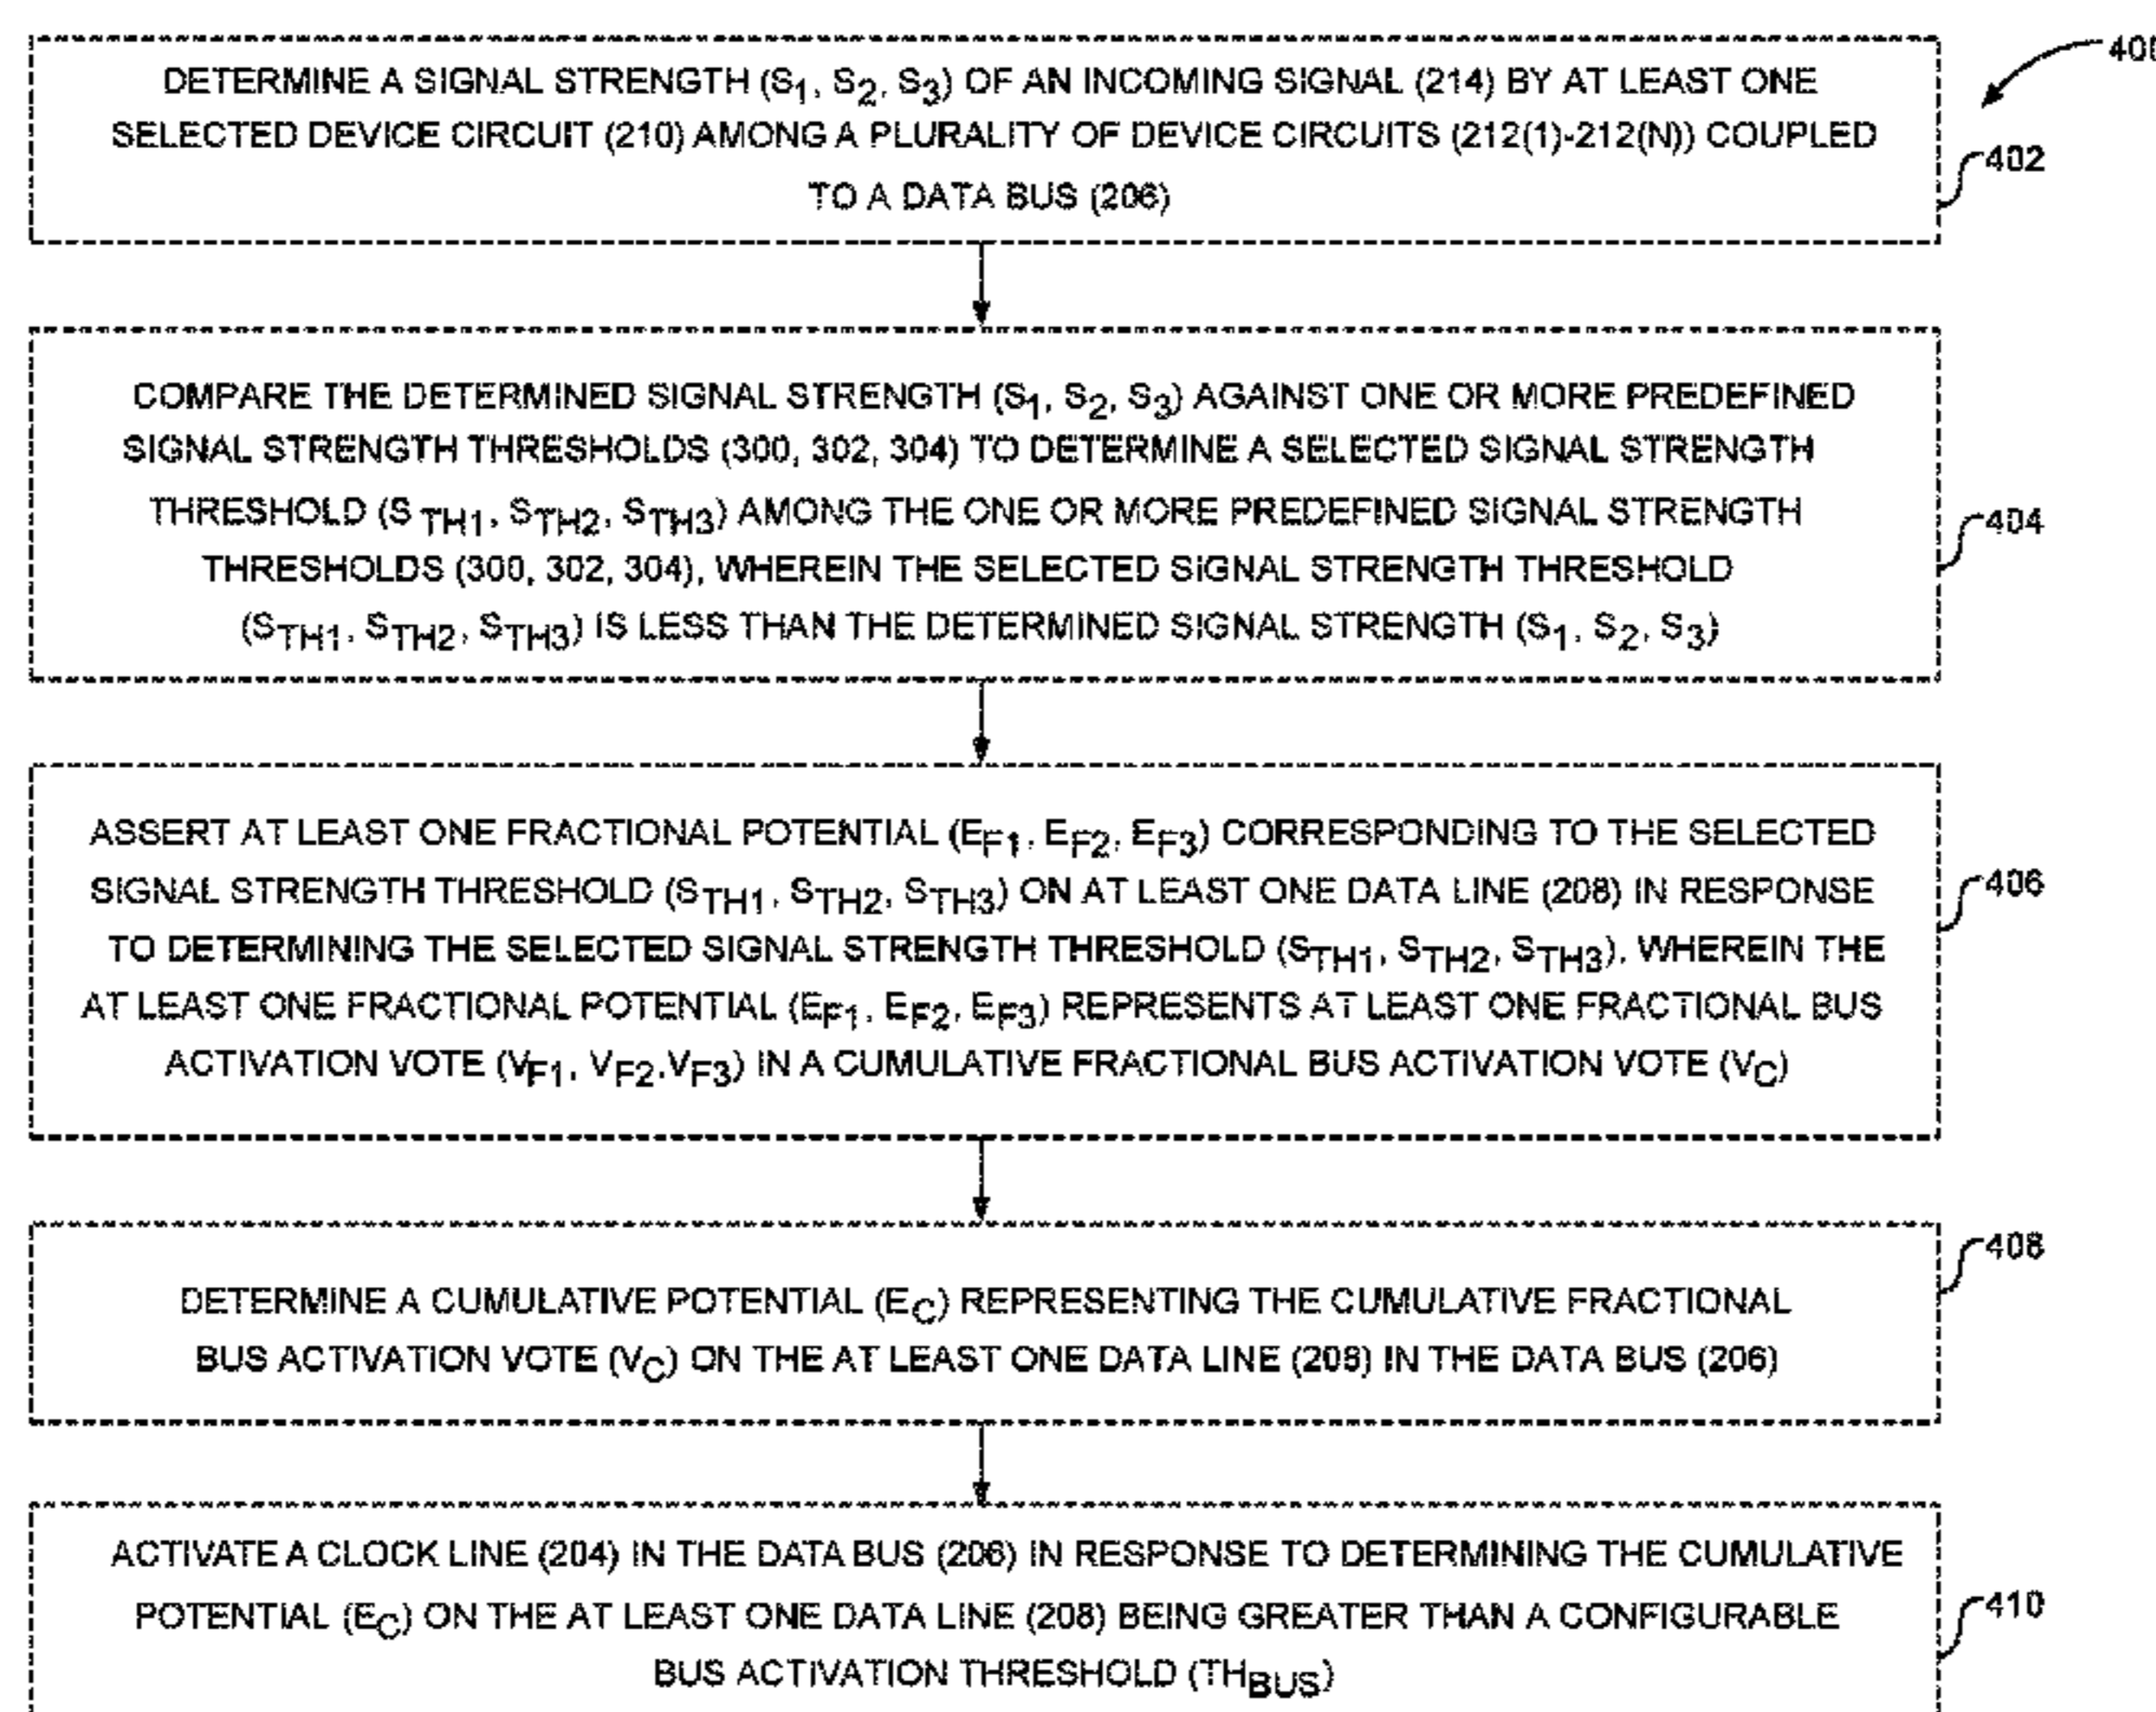 400
DETERMINE A SIGNAL STRENGTH (S1, S2, S3) OF AN INCOMING SIGNAL (214) BY AT LEAST ONE
SELECTED DEVICE CIRCUIT (210) AMONG A PLURALITY OF DEVICE CIRCUITS (212(1)-212(N)) COUPLED
TO A DATA BUS (206)
402
COMPARE THE DETERMINED SIGNAL STRENGTH (S1, S2, S3) AGAINST ONE OR MORE PREDEFINED
SIGNAL STRENGTH THRESHOLDS (300, 302, 304) TO DETERMINE A SELECTED SIGNAL STRENGTH
THRESHOLD (S TH1, STH2, STH3) AMONG THE ONE OR MORE PREDEFINED SIGNAL STRENGTH
THRESHOLDS (300, 302, 304), WHEREIN THE SELECTED SIGNAL STRENGTH THRESHOLD
(STH1, STH2, STH3) IS LESS THAN THE DETERMINED SIGNAL STRENGTH (S1, S2, S3)
404
ASSERT AT LEAST ONE FRACTIONAL POTENTIAL (EF1, EF2, EF3) CORRESPONDING TO THE SELECTED
SIGNAL STRENGTH THRESHOLD (STH1, STH2, STH3) ON AT LEAST ONE DATA LINE (208) IN RESPONSE
TO DETERMINING THE SELECTED SIGNAL STRENGTH THRESHOLD (STH1, STH2, STH3), WHEREIN THE
AT LEAST ONE FRACTIONAL POTENTIAL (EF1, EF2, EF3) REPRESENTS AT LEAST ONE FRACTIONAL BUS
ACTIVATION VOTE (VF1, VF2,VF3) IN A CUMULATIVE FRACTIONAL BUS ACTIVATION VOTE (VC)
406
DETERMINE A CUMULATIVE POTENTIAL (EC) REPRESENTING THE CUMULATIVE FRACTIONAL
BUS ACTIVATION VOTE (VC) ON THE AT LEAST ONE DATA LINE (208) IN THE DATA BUS (206)
408
ACTIVATE A CLOCK LINE (204) IN THE DATA BUS (206) IN RESPONSE TO DETERMINING THE CUMULATIVE
POTENTIAL (EC) ON THE AT LEAST ONE DATA LINE (208) BEING GREATER THAN A CONFIGURABLE
BUS ACTIVATION THRESHOLD (THBUS)
410